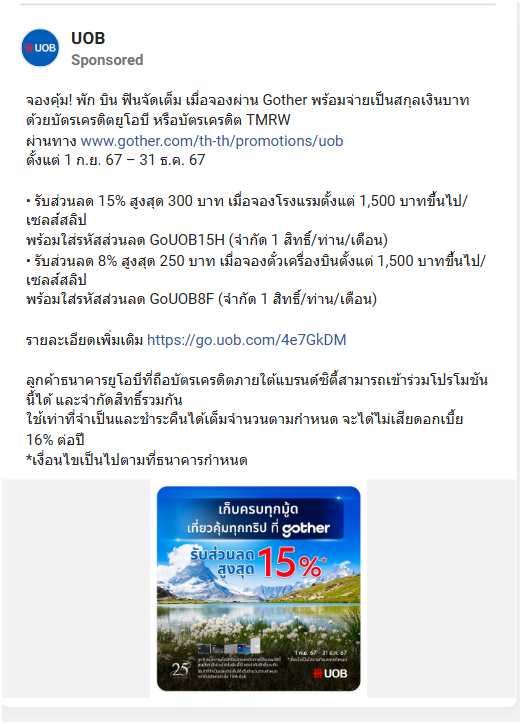 UOB
UOB
Sponsored
จองคุ้ม! พัก บิน ฟินจัดเต็ม เมื่อจองผ่าน Gother พร้อมจ่ายเป็นสกุลเงินบาท
ด้วยบัตรเครดิตยูโอบี หรือบัตรเครดิต TMRW
ผ่านทาง www.gother.com/th-th/promotions/uob
ตั้งแต่ 1 ก.ย. 67 – 31 ธ.ค. 67
• รับส่วนลด 15% สูงสุด 300 บาท เมื่อจองโรงแรมตั้งแต่ 1,500 บาทขึ้นไป/
เซลส์สลิป
พร้อมใส่รหัสส่วนลด GoUOB15H (จำกัด 1 สิทธิ์/ท่าน/เดือน)
• รับส่วนลด 8% สูงสุด 250 บาท เมื่อจองตั๋วเครื่องบินตั้งแต่ 1,500 บาทขึ้นไป/
เซลส์สลิป
พร้อมใส่รหัสส่วนลด GoUOB8F (จำกัด 1 สิทธิ์/ท่าน/เดือน)
รายละเอียดเพิ่มเติม https://go.uob.com/4e7GkDM
ลูกค้าธนาคารยูโอบีที่ถือบัตรเครดิตภายใต้แบรนด์ซิตี้สามารถเข้าร่วมโปรโมชัน
นี้ได้ และจำกัดสิทธิ์รวมกัน
ใช้เท่าที่จำเป็นและชำระคืนได้เต็มจำนวนตามกำหนด จะได้ไม่เสียดอกเบี้ย
16% ต่อปี
*เงื่อนไขเป็นไปตามที่ธนาคารกำหนด
เก็บครบทุกมู้ด
เที่ยวคุ้มทุกทริป ที่ gother
รับส่วนลด
สูงสุด 15%*
1 ก.ย. 67 - 31 ธ.ค. 67
25
UOB